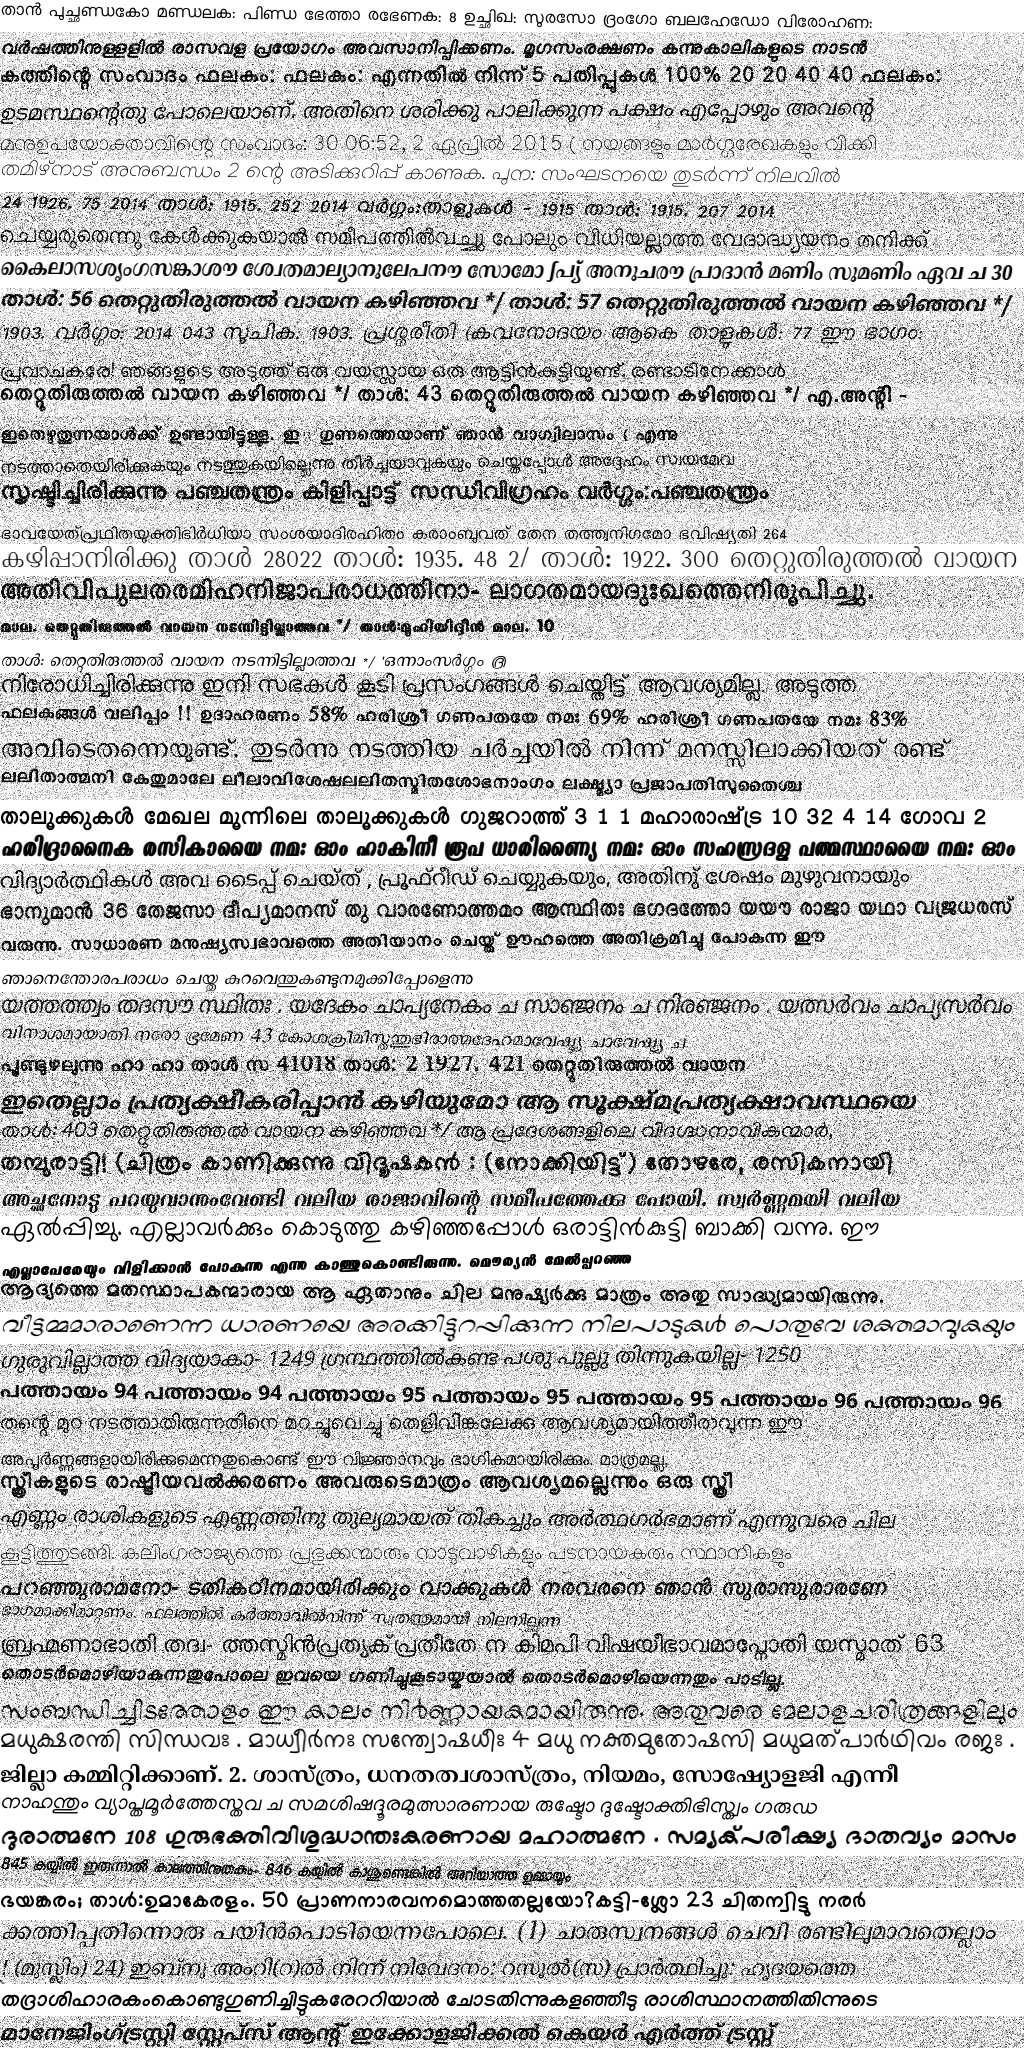 താൻ പുച്ഛണ്ഡകോ മണ്ഡലകഃ പിണ്ഡ ഭേത്താ രഭേണകഃ 8 ഉച്ഛിഖഃ സുരസോ ദ്രംഗോ ബലഹേഡോ വിരോഹണഃ
വർഷത്തിനുള്ളളിൽ രാസവള പ്രയോഗം അവസാനിപ്പിക്കണം. മൃഗസംരക്ഷണം കന്നുകാലികളുടെ നാടൻ
കത്തിന്റെ സംവാദം ഫലകം: ഫലകം: എന്നതിൽ നിന്ന് 5 പതിപ്പുകൾ 100% 20 20 40 40 ഫലകം:
ഉടമസ്ഥന്റെതു പോലെയാണ്. അതിനെ ശരിക്കു പാലിക്കുന്ന പക്ഷം എപ്പോഴും അവന്റെ
മനുഉപയോക്താവിന്റെ സംവാദം: 30 06:52, 2 ഏപ്രിൽ 2015 ( നയങ്ങളും മാർഗ്ഗരേഖകളും വിക്കി
തമിഴ്നാട് അനുബന്ധം 2 ന്റെ അടിക്കുറിപ്പ് കാണുക. പുന: സംഘടനയെ തുടർന്ന് നിലവിൽ
24 1926. 75 2014 താൾ: 1915. 252 2014 വർഗ്ഗം:താളുകൾ - 1915 താൾ: 1915. 207 2014
ചെയ്യരുതെന്നു കേൾക്കുകയാൽ സമീപത്തിൽവച്ചു പോലും വിധിയല്ലാത്ത വേദാദ്ധ്യയനം തനിക്ക്
കൈലാസശൃംഗസങ്കാശൗ ശ്വേതമാല്യാനുലേപനൗ സോമോ ഽപ്യ് അനുചരൗ പ്രാദാൻ മണിം സുമണിം ഏവ ച 30
താൾ: 56 തെറ്റുതിരുത്തൽ വായന കഴിഞ്ഞവ */ താൾ: 57 തെറ്റുതിരുത്തൽ വായന കഴിഞ്ഞവ */
1903. വർഗ്ഗം: 2014 043 സൂചിക: 1903. പ്രശ്നരീതി ക്രവനോദയം ആകെ താളുകൾ: 77 ഈ ഭാഗം:
പ്രവാചകരേ! ഞങ്ങളുടെ അടുത്ത് ഒരു വയസ്സായ ഒരു ആട്ടിൻകുട്ടിയുണ്ട്. രണ്ടാടിനേക്കാൾ
തെറ്റുതിരുത്തൽ വായന കഴിഞ്ഞവ */ താൾ: 43 തെറ്റുതിരുത്തൽ വായന കഴിഞ്ഞവ */ എ.അന്റി -
ഇതെഴുതുന്നയാൾക്ക് ഉണ്ടായിട്ടുള്ള. ഇ ഗുണത്തെയാണ് ഞാൻ വാഗ്വിലാസം ( എന്നു
നടത്താതെയിരിക്കുകയും നടത്തുകയില്ലെന്നു തീർച്ചയാവുകയും ചെയ്തപ്പോൾ അദ്ദേഹം സ്വയമേവ
സൃഷ്ടിച്ചിരിക്കുന്നു പഞ്ചതന്ത്രം കിളിപ്പാട്ട് സന്ധിവിഗ്രഹം വർഗ്ഗം:പഞ്ചതന്ത്രം
ഭാവയേത്പ്രഥിതയുക്തിഭിർധിയാ സംശയാദിരഹിതം കരാംബുവത് തേന തത്ത്വനിഗമോ ഭവിഷ്യതി 264
കഴിപ്പാനിരിക്കു താൾ 28022 താൾ: 1935. 48 2/ താൾ: 1922. 300 തെറ്റുതിരുത്തൽ വായന
അതിവിപുലതരമിഹനിജാപരാധത്തിനാ- ലാഗതമായദുഃഖത്തെനിരൂപിച്ചു.
മാല. തെറ്റുതിരുത്തൽ വായന നടന്നിട്ടില്ലാത്തവ */ താൾ:മുഹിയിദ്ദീൻ മാല. 10
താൾ: തെറ്റുതിരുത്തൽ വായന നടന്നിട്ടില്ലാത്തവ */ 'ഒന്നാംസർഗ്ഗം ദ്ര
നിരോധിച്ചിരിക്കുന്നു ഇനി സഭകൾ കൂടി പ്രസംഗങ്ങൾ ചെയ്തിട്ട് ആവശ്യമില്ല. അടുത്ത
ഫലകങ്ങൾ വലിപ്പം !! ഉദാഹരണം 58% ഹരിശ്രീ ഗണപതയേ നമഃ 69% ഹരിശ്രീ ഗണപതയേ നമഃ 83%
അവിടെതന്നെയുണ്ട്. തുടർന്നു നടത്തിയ ചർച്ചയിൽ നിന്ന് മനസ്സിലാക്കിയത് രണ്ട്
ലലിതാത്മനി കേതുമാലേ ലീലാവിശേഷലലിതസ്മിതശോഭനാംഗം ലക്ഷ്മ്യാ പ്രജാപതിസുതൈശ്ച
താലൂക്കുകൾ മേഖല മൂന്നിലെ താലൂക്കുകൾ ഗുജറാത്ത് 3 1 1 മഹാരാഷ്ട്ര 10 32 4 14 ഗോവ 2
ഹരിദ്രാനൈക രസികായൈ നമഃ ഓം ഹാകിനീ രൂപ ധാരിണ്യൈ നമഃ ഓം സഹസ്രദള പത്മസ്ഥായൈ നമഃ ഓം
വിദ്യാർത്ഥികൾ അവ ടൈപ്പ് ചെയ്ത് , പ്രൂഫ്റീഡ് ചെയ്യുകയും, അതിനു് ശേഷം മുഴുവനായും
ഭാനുമാൻ 36 തേജസാ ദീപ്യമാനസ് തു വാരണോത്തമം ആസ്ഥിതഃ ഭഗദത്തോ യയൗ രാജാ യഥാ വജ്രധരസ്
വരുന്നു. സാധാരണ മനുഷ്യസ്വഭാവത്തെ അതിയാനം ചെയ്ത് ഊഹത്തെ അതിക്രമിച്ചു പോകുന്ന ഈ
ഞാനെന്തോരപരാധം ചെയ്തു കുറവെന്തുകണ്ടുനമുക്കിപ്പോളെന്നു
യത്തത്ത്വം തദസൗ സ്ഥിതഃ . യദേകം ചാപ്യനേകം ച സാഞ്ജനം ച നിരഞ്ജനം . യത്സർവം ചാപ്യസർവം
വിനാശമായാതി നരോ ഭ്രമേണ 43 കോശക്രിമിസ്തന്തുഭിരാത്മദേഹമാവേഷ്ട്യ ചാവേഷ്ട്യ ച
പൂണ്ടുഴലുന്നു ഹാ ഹാ താൾ സ 41018 താൾ: 2 1927. 421 തെറ്റുതിരുത്തൽ വായന
ഇതെല്ലാം പ്രത്യക്ഷീകരിപ്പാൻ കഴിയുമോ ആ സൂക്ഷ്മപ്രത്യക്ഷാവസ്ഥയെ
താൾ: 403 തെറ്റുതിരുത്തൽ വായന കഴിഞ്ഞവ */ ആ പ്രദേശങ്ങളിലെ വിദഗ്ദ്ധനാവികന്മാർ,
തമ്പുരാട്ടി! (ചിത്രം കാണിക്കുന്നു വിദൂഷകൻ : (നോക്കിയിട്ട്) തോഴരേ, രസികനായി
അച്ഛനോടു പറയുവാനുംവേണ്ടി വലിയ രാജാവിന്റെ സമീപത്തേക്കു പോയി. സ്വർണ്ണമയി വലിയ
ഏൽപ്പിച്ചു. എല്ലാവർക്കും കൊടുത്തു കഴിഞ്ഞപ്പോൾ ഒരാട്ടിൻകുട്ടി ബാക്കി വന്നു. ഈ
എല്ലാപേരേയും വിളിക്കാൻ പോകുന്നു എന്നു കാത്തുകൊണ്ടിരുന്നു. മൌര്യൻ മേൽപ്പറഞ്ഞ
ആദ്യത്തെ മതസ്ഥാപകന്മാരായ ആ ഏതാനും ചില മനുഷ്യർക്കു മാത്രം അതു സാദ്ധ്യമായിരുന്നു.
വീട്ടമ്മമാരാണെന്ന ധാരണയെ അരക്കിട്ടുറപ്പിക്കുന്ന നിലപാടുകൾ പൊതുവേ ശക്തമാവുകയും
ഗുരുവില്ലാത്ത വിദ്യയാകാ- 1249 ഗ്രന്ഥത്തിൽകണ്ട പശു പുല്ലു തിന്നുകയില്ല- 1250
പത്തായം 94 പത്തായം 94 പത്തായം 95 പത്തായം 95 പത്തായം 95 പത്തായം 96 പത്തായം 96
തന്റെ മുറ നടത്താതിരുന്നതിനെ മറച്ചുവെച്ചു തെളിവിങ്കലേക്കു ആവശ്യമായിത്തീരാവുന്ന ഈ
അപൂർണ്ണങ്ങളായിരിക്കുമെന്നതുകൊണ്ട് ഈ വിജ്ഞാനവും ഭാഗികമായിരിക്കും. മാത്രമല്ല,
സ്ത്രീകളുടെ രാഷ്ട്രീയവൽക്കരണം അവരുടെമാത്രം ആവശ്യമല്ലെന്നും ഒരു സ്ത്രീ
എണ്ണം രാശികളുടെ എണ്ണത്തിനു തുല്യമായത് തികച്ചും അർത്ഥഗർഭമാണ് എന്നുവരെ ചില
കൂട്ടിത്തുടങ്ങി. കലിംഗരാജ്യത്തെ പ്രഭുക്കന്മാരും നാടുവാഴികളും പടനായകരും സ്ഥാനികളും
പറഞ്ഞുരാമനോ- ടതികഠിനമായിരിക്കും വാക്കുകൾ നരവരനെ ഞാൻ സുരാസുരാരണേ
ഭാഗമാക്കിമാറ്റണം. ഫലത്തിൽ കർത്താവിൽനിന്ന് സ്വതന്ത്രമായി നിലനില്ക്കുന്ന
ബ്രഹ്മണാഭാതി തദ്വ- ത്തസ്മിൻപ്രത്യക്പ്രതീതേ ന കിമപി വിഷയീഭാവമാപ്നോതി യസ്മാത് 63
തൊടർമൊഴിയാകുന്നതുപോലെ ഇവയെ ഗണിച്ചുകൂടായ്കയാൽ തൊടർമൊഴിയെന്നതും പാടില്ല.
സംബന്ധിച്ചിടത്തോളം ഈ കാലം നിർണ്ണായകമായിരുന്നു. അതുവരെ മേലാളചരിത്രങ്ങളിലും
മധുക്ഷരന്തി സിന്ധവഃ . മാധ്വീർനഃ സന്ത്വോഷധീഃ 4 മധു നക്തമുതോഷസി മധുമത്പാർഥിവം രജഃ .
ജില്ലാ കമ്മിറ്റിക്കാണ്. 2. ശാസ്ത്രം, ധനതത്വശാസ്ത്രം, നിയമം, സോഷ്യോളജി എന്നീ
നാഹന്തും വ്യാപ്തമൂർത്തേസ്തവ ച സമശിഷദ്ദൂരമുത്സാരണായ രുഷ്ടോ ദുഷ്ടോക്തിഭിസ്ത്വം ഗരുഡ
ദുരാത്മനേ 108 ഗുരുഭക്തിവിശുദ്ധാന്തഃകരണായ മഹാത്മനേ . സമ്യക്പരീക്ഷ്യ ദാതവ്യം മാസം
845 കയ്യിൽ ഇരുന്നാൽ കാലത്തിനുതകും- 846 കയ്യിൽ കാശുണ്ടെങ്കിൽ അറിയാത്ത ഉമ്മായും
ഭയങ്കരം; താൾ:ഉമാകേരളം. 50 പ്രാണനാരവനമൊത്തതല്ലയോ?കട്ടി-ശ്ലോ 23 ചിതന്വിട്ടു നരർ
ക്കത്തിപ്പതിന്നൊരു പയിൻപൊടിയെന്നപോലെ. (1) ചാരുസ്വനങ്ങൾ ചെവി രണ്ടിലുമാവതെല്ലാം
! (മുസ്ലിം) 24) ഇബ്നു അംറി(റ)ൽ നിന്ന് നിവേദനം: റസൂൽ(സ) പ്രാർത്ഥിച്ചു: ഹൃദയത്തെ
തദ്രാശിഹാരകംകൊണ്ടുഗുണിച്ചിട്ടുകരേററിയാൽ ചോടതിന്നുകളഞ്ഞീടു രാശിസ്ഥാനത്തിതിന്നുടെ
മാനേജിംഗ്ട്രസ്റ്റി സ്റ്റേപ്സ് ആന്റ് ഇക്കോളജിക്കൽ കെയർ എർത്ത് ട്രസ്റ്റ്